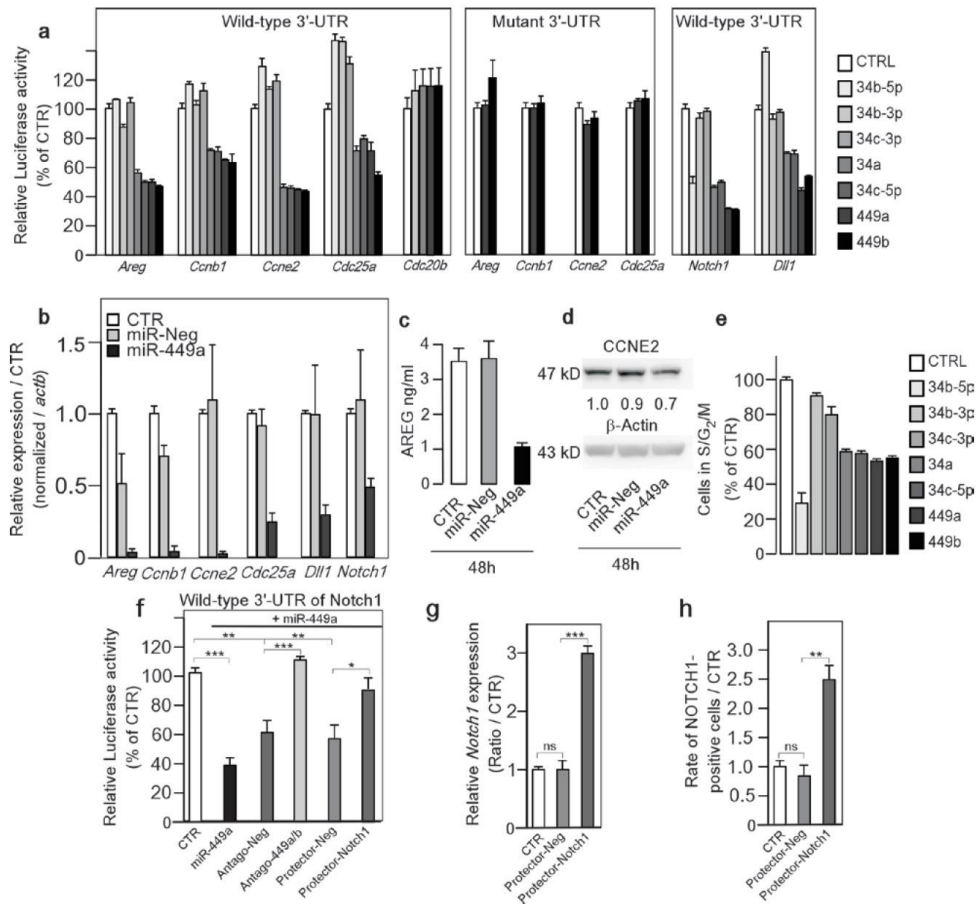 a
Wild-type 3'-UTR
Mutant 3'-UTR
Wild-type 3'-UTR
Relative Luciferase activity
(% of CTR)
120
100
80
60
40
20
0
Areg
Ccnb1
Ccne2
Cdc25a
Cdc20b
Areg
Ccnb1
Ccne2
Cdc25a
Notch1
Dll1
CTRL
34b-5p
34b-3p
34c-3p
34a
34c-5p
449a
449b
b
CTR
miR-Neg
miR-449a
Relative expression / CTR
(normalized / actb)
1.5
1.0
0.5
0
Areg
Ccnb1
Ccne2
Cdc25a
Dll1
Notch1
c
AREG ng/ml
4
3
2
1
0
CTR
miR-Neg
miR-449a
48h
d
CCNE2
47 kD
1.0 0.9 0.7
β-Actin
43 kD
CTR
miR-Neg
miR-449a
48h
e
Cells in S/G2/M
(% of CTR)
100
80
60
40
20
0
CTRL
34b-5p
34b-3p
34c-3p
34a
34c-5p
449a
449b
f
Wild-type 3'-UTR of Notch1
+ miR-449a
Relative Luciferase activity
(% of CTR)
120
100
80
60
40
20
0
***
**
***
**
*
CTR
miR-449a
Antago-Neg
Antago-449a/b
Protector-Neg
Protector-Notch1
g
Relative Notch1 expression
(Ratio / CTR)
3
2
1
0
ns
***
CTR
Protector-Neg
Protector-Notch1
h
Rate of NOTCH1-
positive cells / CTR
3.0
2.5
2.0
1.5
1.0
0.5
0
ns
**
CTR
Protector-Neg
Protector-Notch1